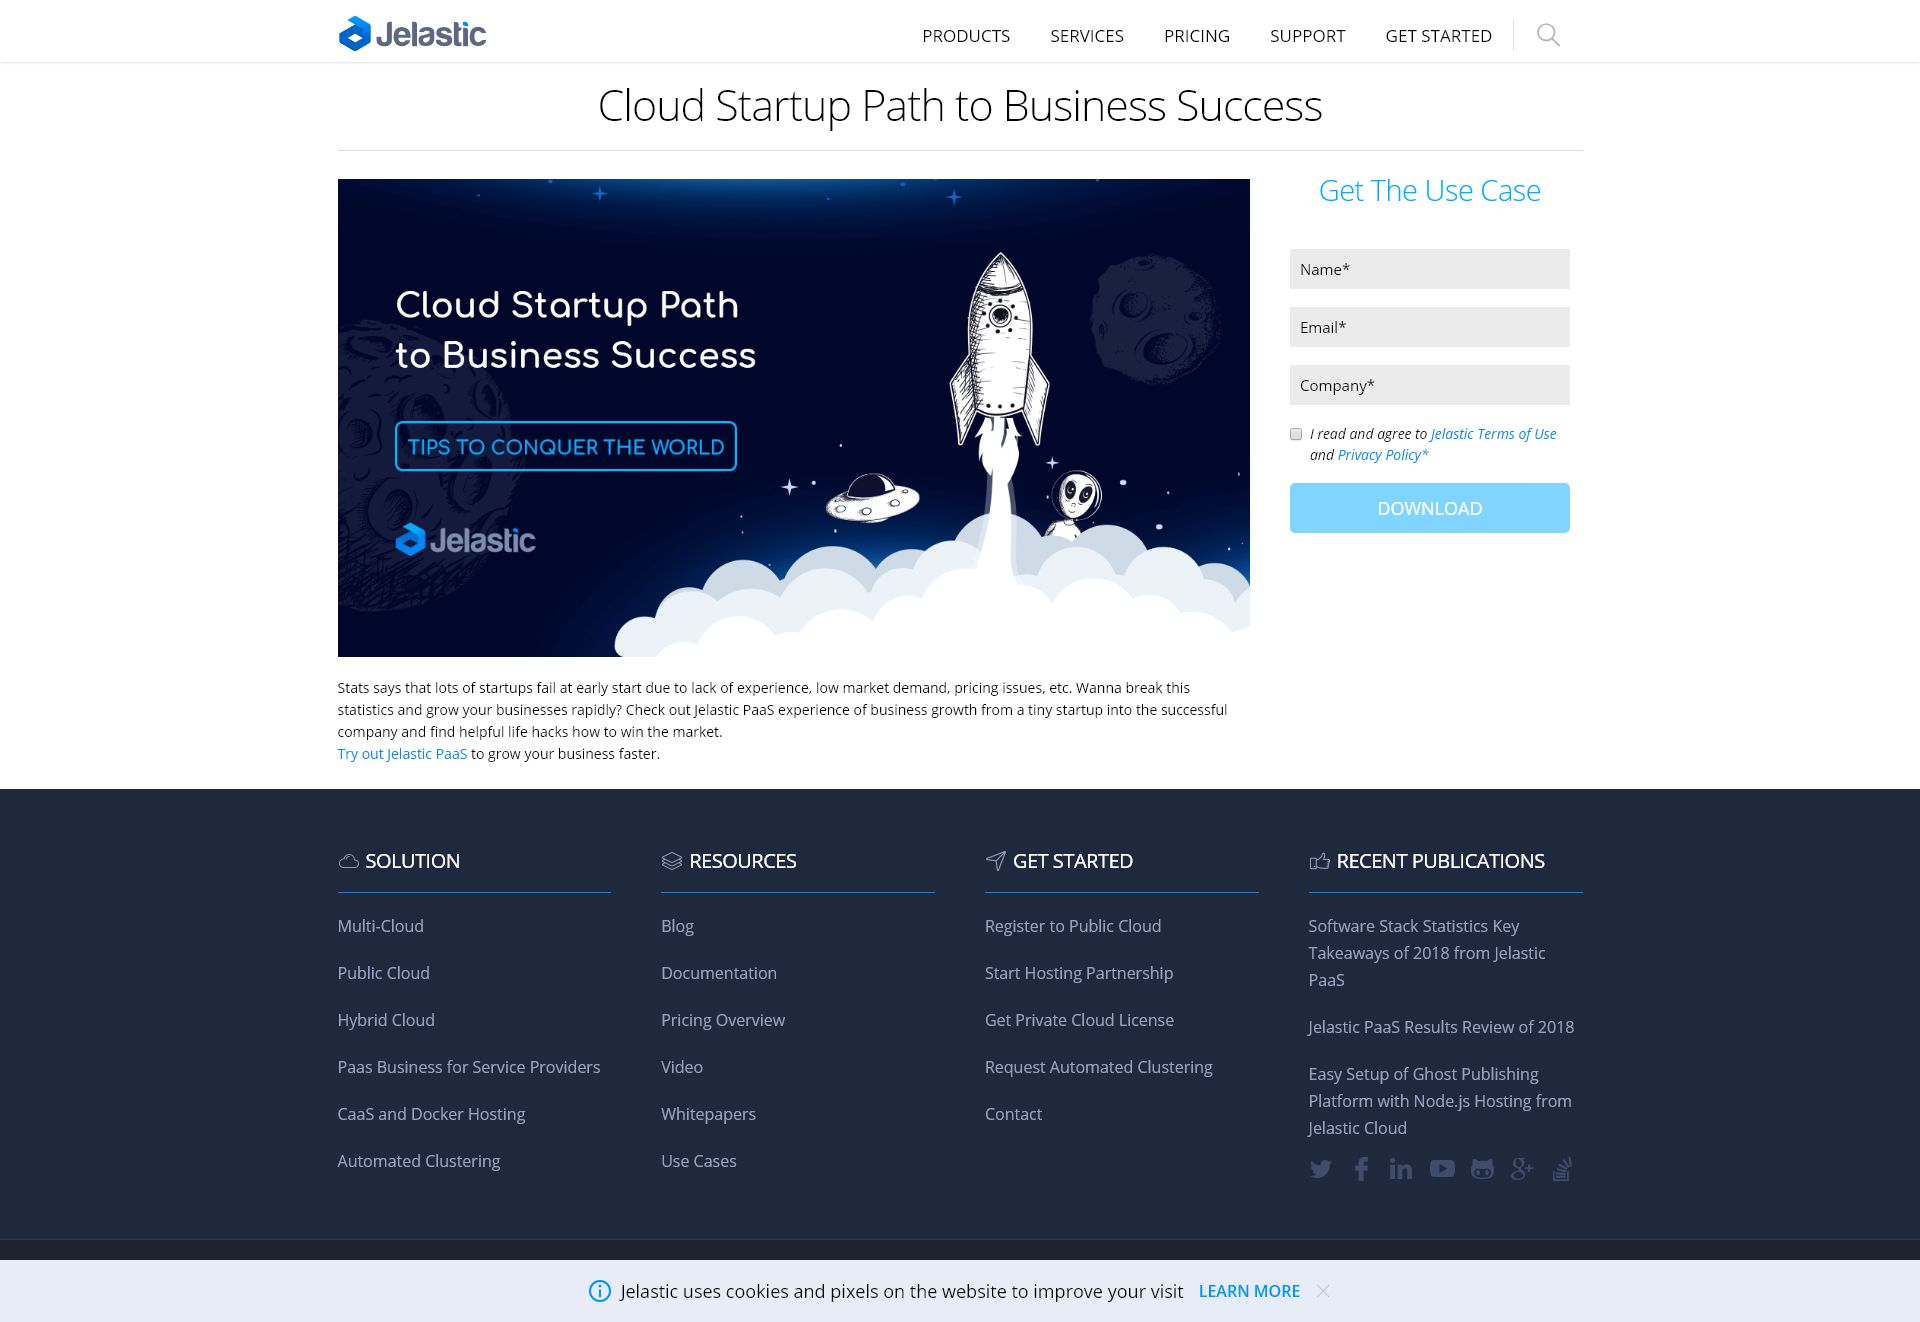 Jelastic
PRODUCTS
SERVICES
PRICING
SUPPORT
GET STARTED
Cloud Startup Path to Business Success
Cloud Startup Path
to Business Success
TIPS TO CONQUER THE WORLD
Jelastic
Stats says that lots of startups fail at early start due to lack of experience, low market demand, pricing issues, etc. Wanna break this
statistics and grow your businesses rapidly? Check out Jelastic PaaS experience of business growth from a tiny startup into the successful
company and find helpful life hacks how to win the market.
Try out Jelastic PaaS to grow your business faster.
Get The Use Case
Name*
Email*
Company*
I read and agree to Jelastic Terms of Use
and Privacy Policy*
DOWNLOAD
SOLUTION
Multi-Cloud
Public Cloud
Hybrid Cloud
Paas Business for Service Providers
CaaS and Docker Hosting
Automated Clustering
RESOURCES
Blog
Documentation
Pricing Overview
Video
Whitepapers
Use Cases
GET STARTED
Register to Public Cloud
Start Hosting Partnership
Get Private Cloud License
Request Automated Clustering
Contact
RECENT PUBLICATIONS
Software Stack Statistics Key
Takeaways of 2018 from Jelastic
PaaS
Jelastic PaaS Results Review of 2018
Easy Setup of Ghost Publishing
Platform with Node.js Hosting from
Jelastic Cloud
Jelastic uses cookies and pixels on the website to improve your visit
LEARN MORE